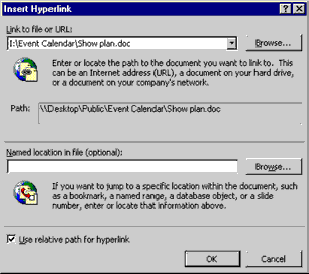 Insert Hyperlink
Link to file or URL:
I:\Event Calendar\Show plan.doc
Browse...
Enter or locate the path to the document you want to link to. This
can be an Internet address (URL), a document on your hard drive,
or a document on your company's network.
Path: \\Desktop\Public\Event Calendar\Show plan.doc
Named location in file (optional):
Browse...
If you want to jump to a specific location within the document, such
as a bookmark, a named range, a database object, or a slide
number, enter or locate that information above.
Use relative path for hyperlink
OK Cancel